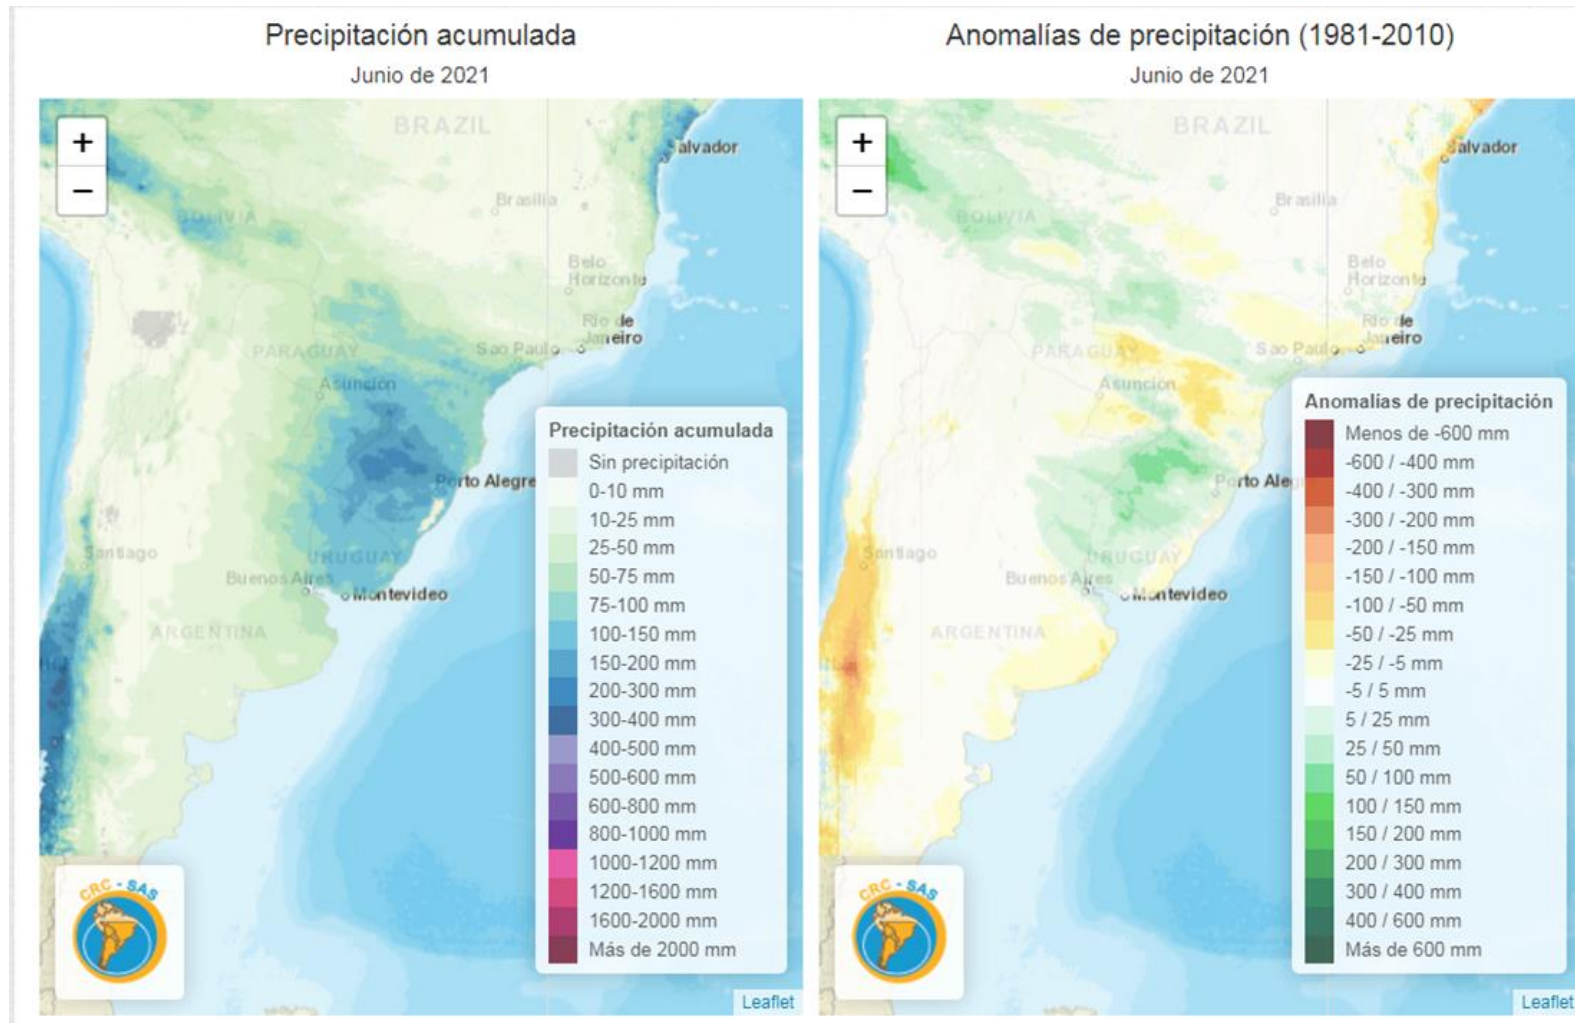 Precipitación acumulada
Junio de 2021
+
−
BRAZIL
Salvador
Brasilia
BOLIVIA
Belo
Horizonte
Rio de
Janeiro
Sao Paulo
PARAGUAY
Asunción
Porto Alegre
Santiago
URUGUAY
Buenos Aires
Montevideo
ARGENTINA
Precipitación acumulada
Sin precipitación
0-10 mm
10-25 mm
25-50 mm
50-75 mm
75-100 mm
100-150 mm
150-200 mm
200-300 mm
300-400 mm
400-500 mm
500-600 mm
600-800 mm
800-1000 mm
1000-1200 mm
1200-1600 mm
1600-2000 mm
Más de 2000 mm
CRC - SAS
Leaflet
Anomalías de precipitación (1981-2010)
Junio de 2021
+
−
BRAZIL
Salvador
Brasilia
BOLIVIA
Belo
Horizonte
Rio de
Janeiro
Sao Paulo
PARAGUAY
Asunción
Porto Aleg
Santiago
URUGUAY
Buenos Aires
Montevideo
ARGENTINA
Anomalías de precipitación
Menos de -600 mm
-600 / -400 mm
-400 / -300 mm
-300 / -200 mm
-200 / -150 mm
-150 / -100 mm
-100 / -50 mm
-50 / -25 mm
-25 / -5 mm
-5 / 5 mm
5 / 25 mm
25 / 50 mm
50 / 100 mm
100 / 150 mm
150 / 200 mm
200 / 300 mm
300 / 400 mm
400 / 600 mm
Más de 600 mm
CRC - SAS
Leaflet